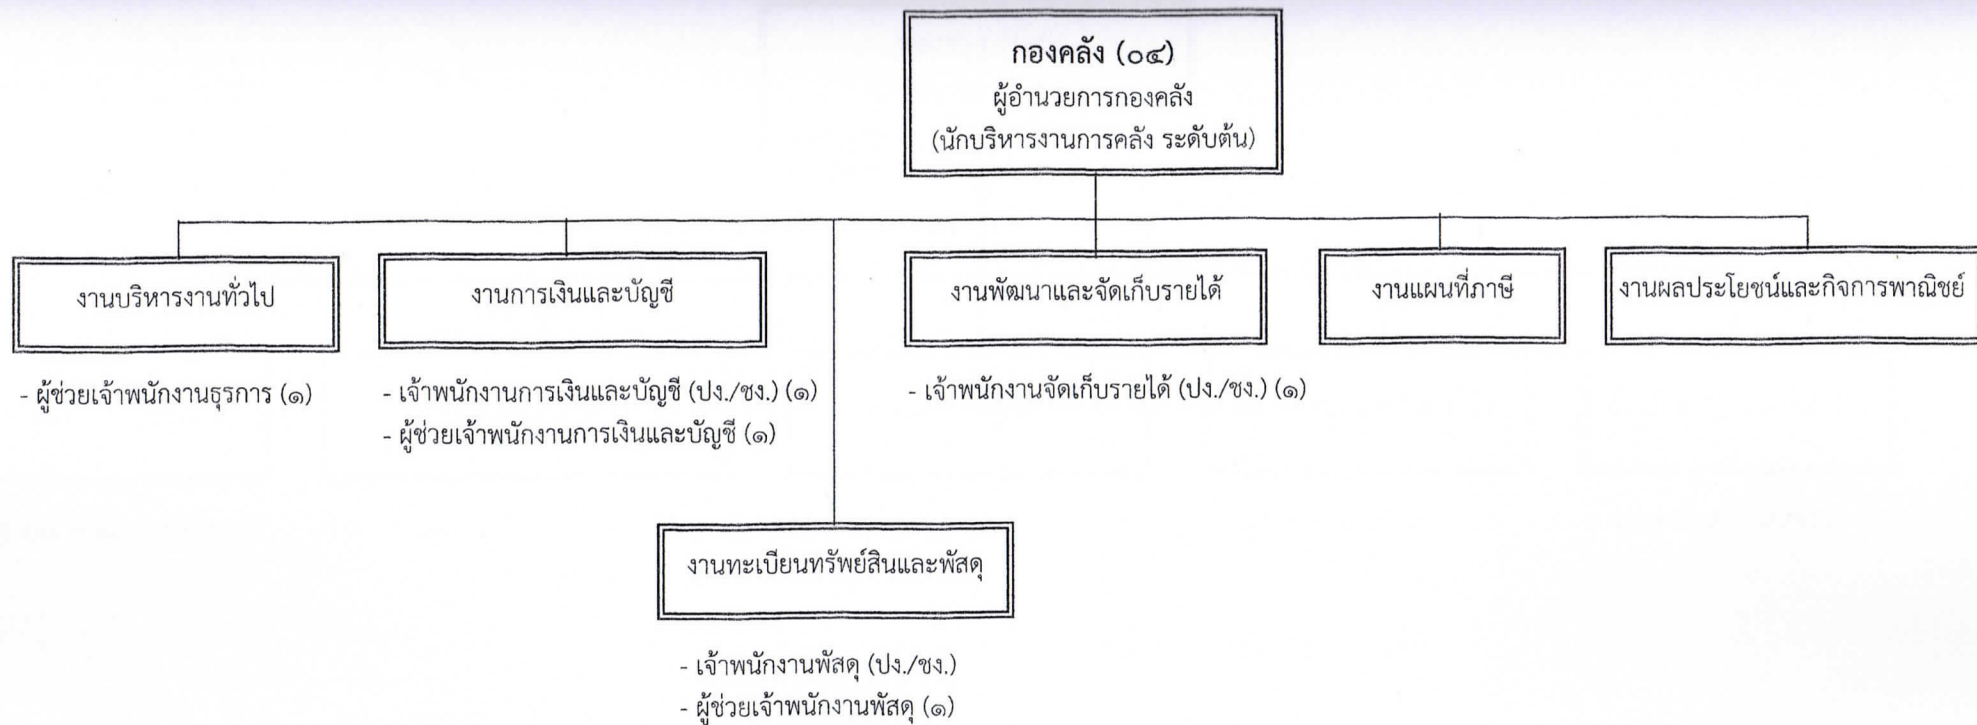 กองคลัง (๐๔)
ผู้อำนวยการกองคลัง
(นักบริหารงานการคลัง ระดับต้น)
งานบริหารงานทั่วไป
- ผู้ช่วยเจ้าพนักงานธุรการ (๑)
งานการเงินและบัญชี
- เจ้าพนักงานการเงินและบัญชี (ปง./ชง.) (๑)
- ผู้ช่วยเจ้าพนักงานการเงินและบัญชี (๑)
งานพัฒนาและจัดเก็บรายได้
- เจ้าพนักงานจัดเก็บรายได้ (ปง./ชง.) (๑)
งานแผนที่ภาษี
งานผลประโยชน์และกิจการพาณิชย์
งานทะเบียนทรัพย์สินและพัสดุ
- เจ้าพนักงานพัสดุ (ปง./ชง.)
- ผู้ช่วยเจ้าพนักงานพัสดุ (๑)